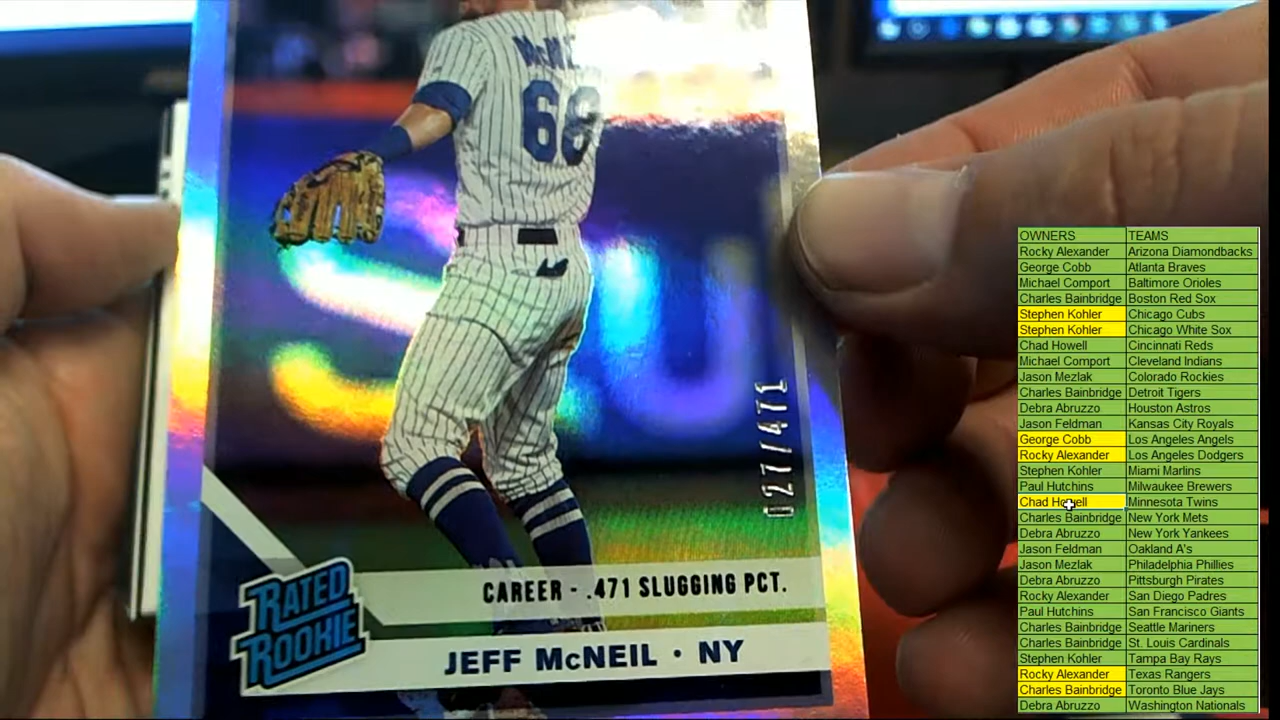 McNE
68
027/471
CAREER - .471 SLUGGING PCT.
RATED
ROOKIE
JEFF McNEIL • NY
OWNERS TEAMS
Rocky Alexander Arizona Diamondbacks
George Cobb Atlanta Braves
Michael Comport Baltimore Orioles
Charles Bainbridge Boston Red Sox
Stephen Kohler Chicago Cubs
Stephen Kohler Chicago White Sox
Chad Howell Cincinnati Reds
Michael Comport Cleveland Indians
Jason Mezlak Colorado Rockies
Charles Bainbridge Detroit Tigers
Debra Abruzzo Houston Astros
Jason Feldman Kansas City Royals
George Cobb Los Angeles Angels
Rocky Alexander Los Angeles Dodgers
Stephen Kohler Miami Marlins
Paul Hutchins Milwaukee Brewers
Chad Howell Minnesota Twins
Charles Bainbridge New York Mets
Debra Abruzzo New York Yankees
Jason Feldman Oakland A's
Jason Mezlak Philadelphia Phillies
Debra Abruzzo Pittsburgh Pirates
Rocky Alexander San Diego Padres
Paul Hutchins San Francisco Giants
Charles Bainbridge Seattle Mariners
Charles Bainbridge St. Louis Cardinals
Stephen Kohler Tampa Bay Rays
Rocky Alexander Texas Rangers
Charles Bainbridge Toronto Blue Jays
Debra Abruzzo Washington Nationals